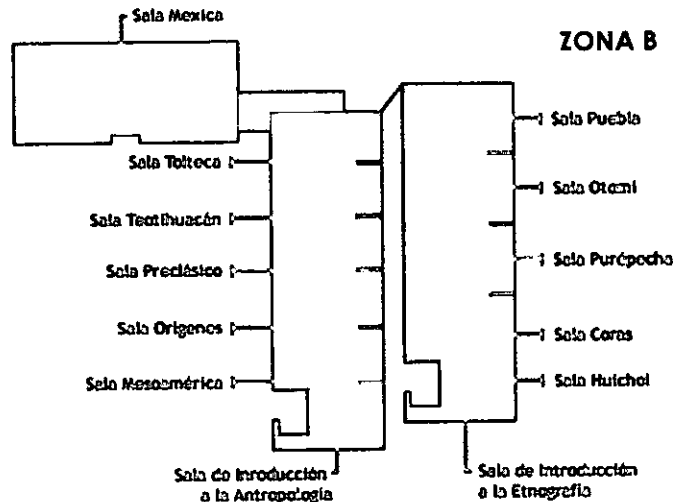 Sala Mexica
ZONA B
Sala Puebla
Sala Tolteca
Sala Otomí
Sala Teotihuacán
Sala Purépecha
Sala Preclásico
Sala Orígenes
Sala Coras
Sala Mesoamérica
Sala Huichol
Sala de Inroducción
a la Antropología
Sala de Introducción
a la Etnografía